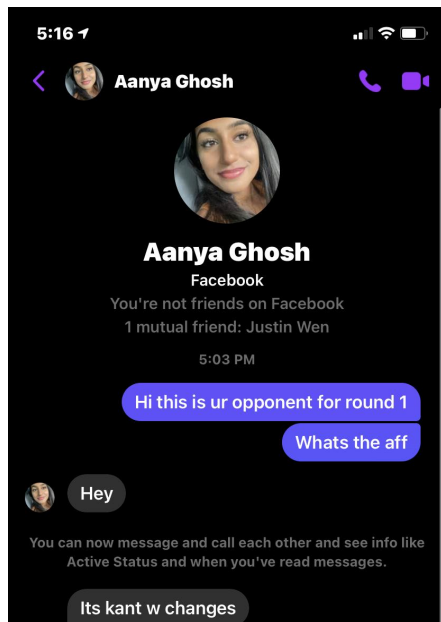 5:16
Aanya Ghosh
Aanya Ghosh
Facebook
You're not friends on Facebook
1 mutual friend: Justin Wen
5:03 PM
Hi this is ur opponent for round 1
Whats the aff
Hey
You can now message and call each other and see info like
Active Status and when you've read messages.
Its kant w changes